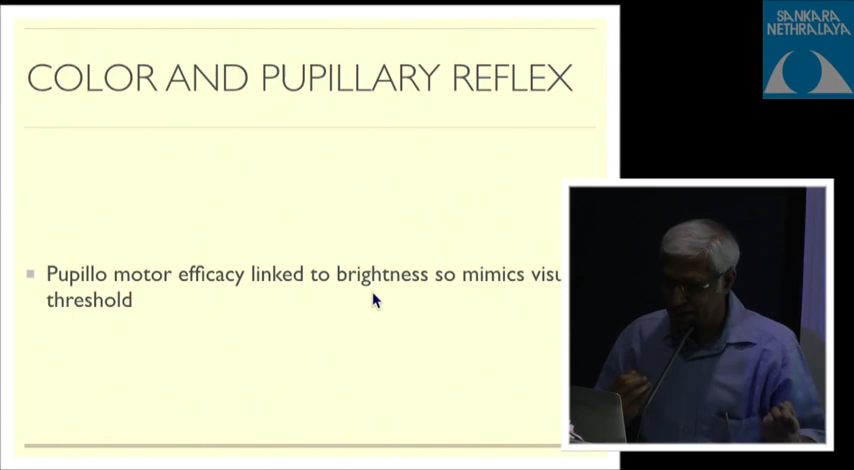 SANKARA
NETHRALAYA
COLOR AND PUPILLARY REFLEX
Pupillo motor efficacy linked to brightness so mimics visu
threshold